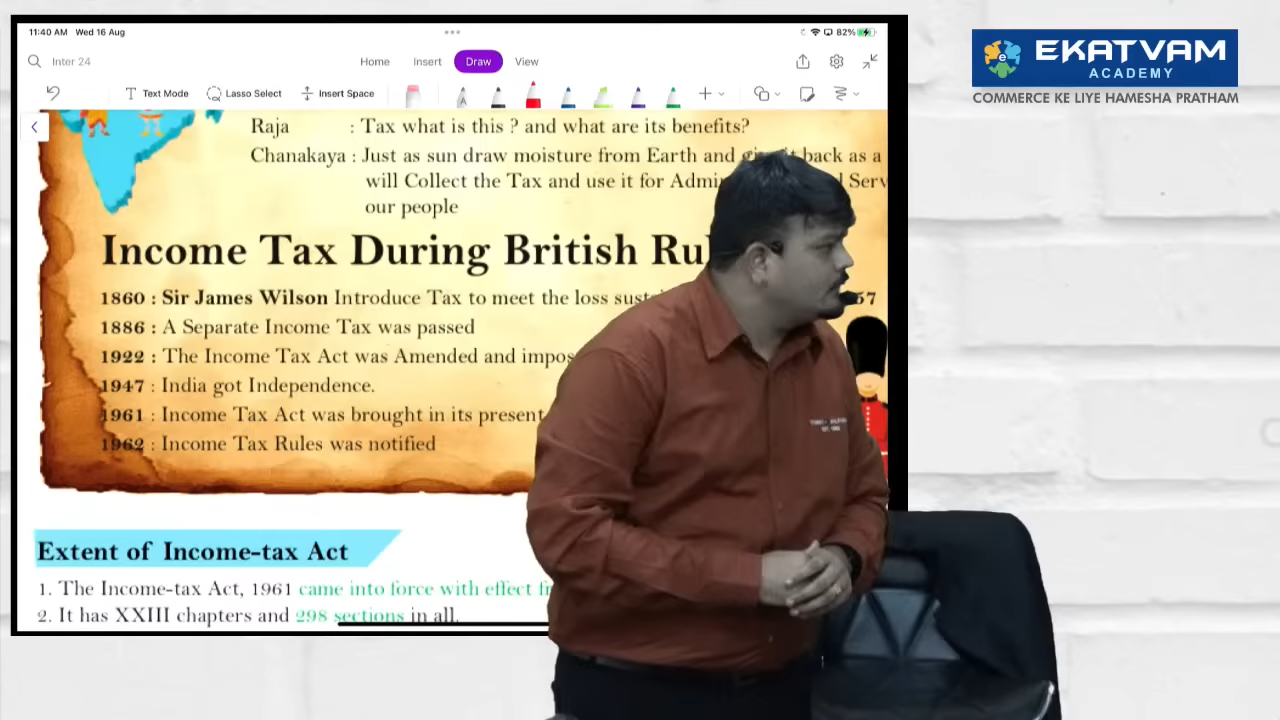 11:40 AM Wed 16 Aug
82%
EKATVAM
ACADEMY
COMMERCE KE LIYE HAMESHA PRATHAM
Inter 24
Home Insert Draw View
Text Mode Lasso Select Insert Space
Raja : Tax what is this ? and what are its benefits?
Chanakaya : Just as sun draw moisture from Earth and back as a
will Collect the Tax and use it for
our people
Income Tax During British
1860 : Sir James Wilson Introduce Tax to meet the loss
1886 : A Separate Income Tax was passed
1922 : The Income Tax Act was Amended and
1947 : India got Independence.
1961 : Income Tax Act was brought in its present
1962 : Income Tax Rules was notified
Extent of Income-tax Act
1. The Income-tax Act, 1961 came into force with effect
2. It has XXIII chapters and 298 sections in all.